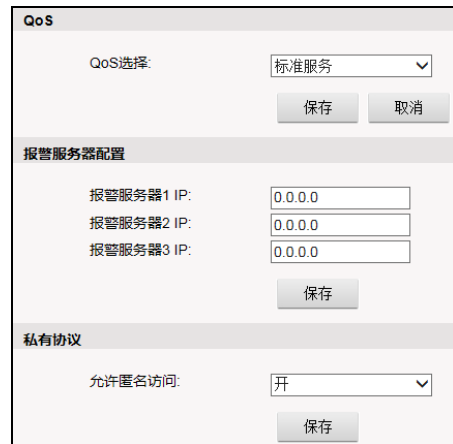 QoS
QoS选择: 标准服务
保存 取消
报警服务器配置
报警服务器1 IP: 0.0.0.0
报警服务器2 IP: 0.0.0.0
报警服务器3 IP: 0.0.0.0
保存
私有协议
允许匿名访问: 开
保存